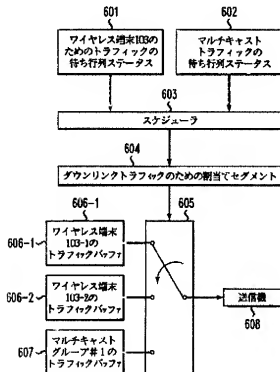 601
602
ワイヤレス端末103の
ためのトラフィックの
待ち行列ステータス
マルチキャスト
トラフィックの
待ち行列ステータス
603
スケジューラ
604
ダウンリンクトラフィックのための割当てセグメント
606-1
605
606-1
ワイヤレス端末
103-1の
トラフィックバッファ
606-2
ワイヤレス端末
103-2の
トラフィックバッファ
送信機
608
607
マルチキャスト
グループ#1の
トラフィックバッファ